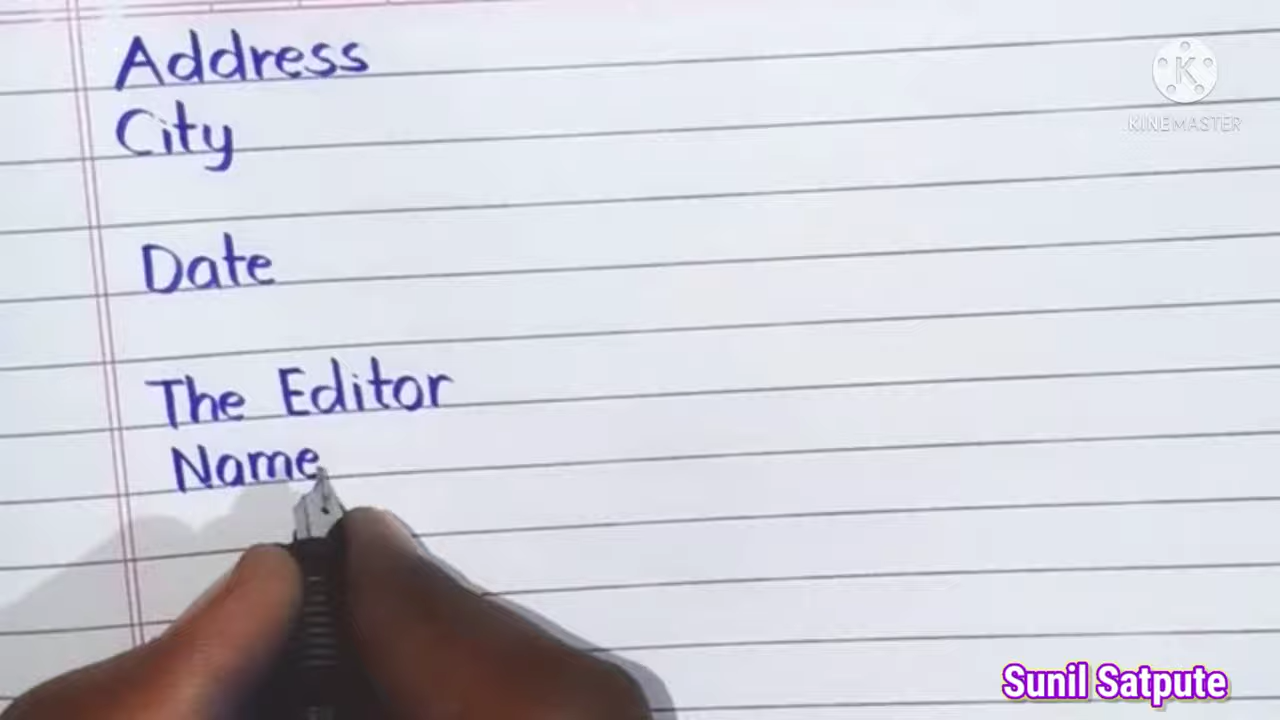 Address
City
Date
The Editor
Name
KINEMASTER
Sunil Satpute